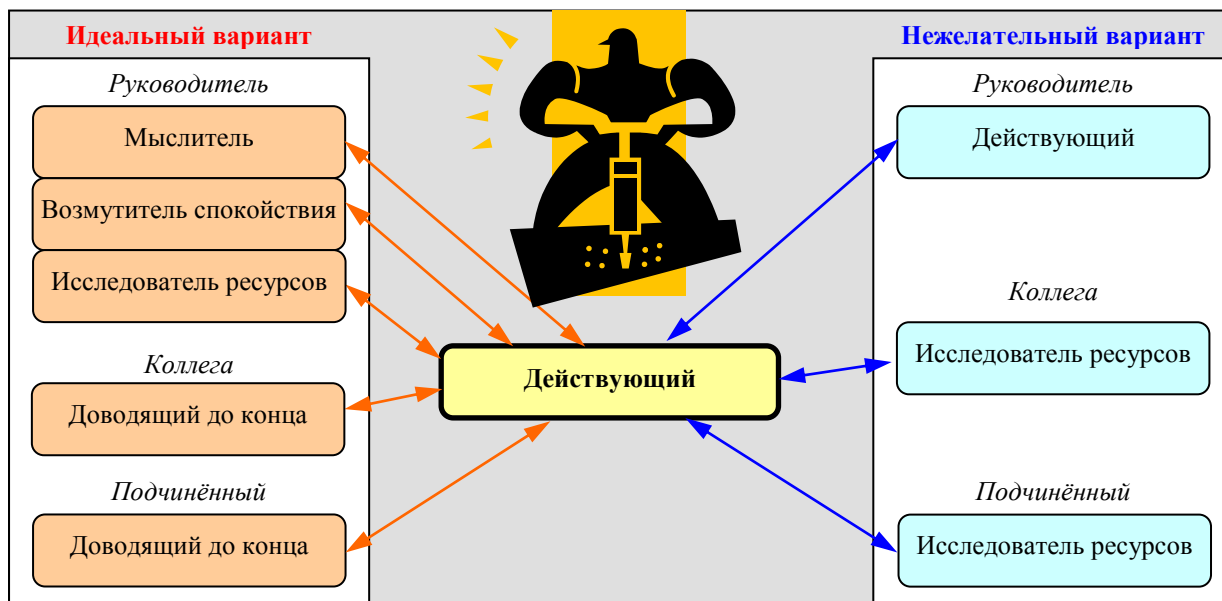 Идеальный вариант
Руководитель
Мыслитель
Возмутитель спокойствия
Исследователь ресурсов
Коллега
Доводящий до конца
Подчинённый
Доводящий до конца
Действующий
Нежелательный вариант
Руководитель
Действующий
Коллега
Исследователь ресурсов
Подчинённый
Исследователь ресурсов